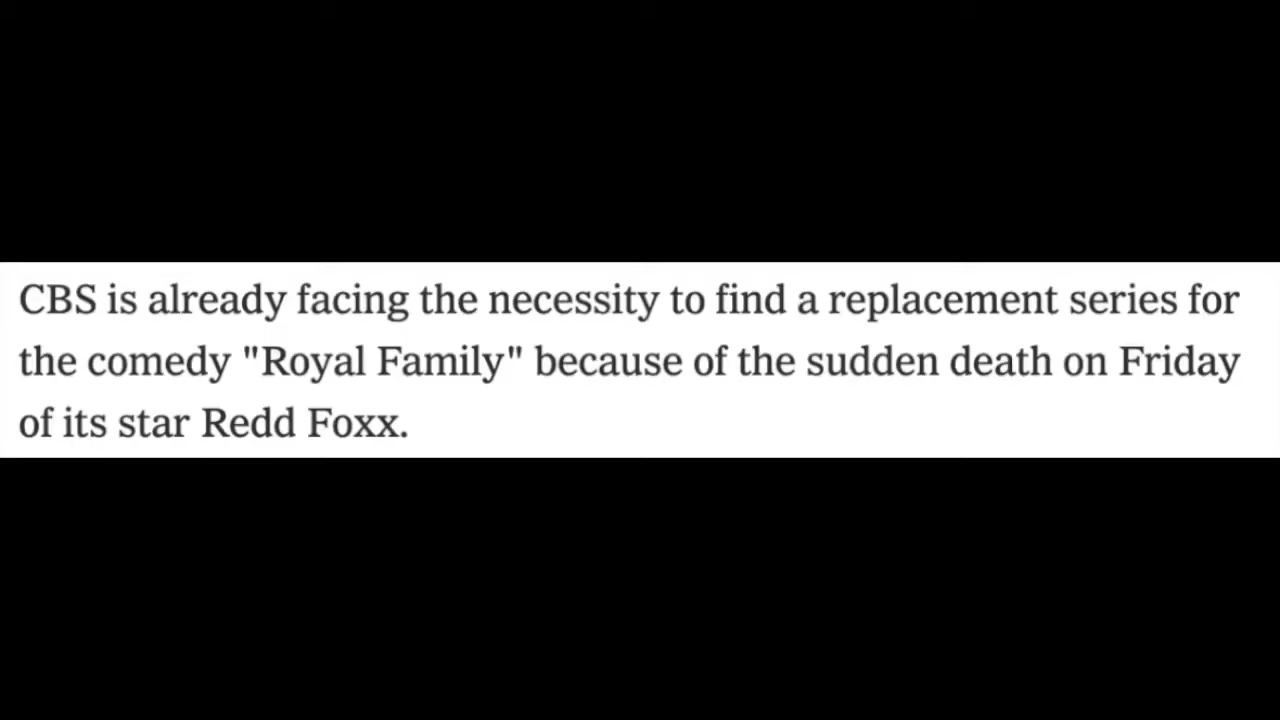 CBS is already facing the necessity to find a replacement series for
the comedy "Royal Family" because of the sudden death on Friday
of its star Redd Foxx.